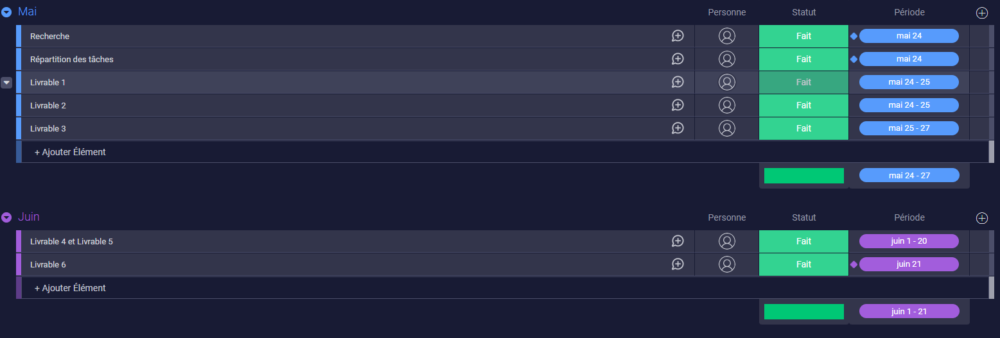 Mai Personne Statut Période
Recherche Fait mai 24
Répartition des tâches Fait mai 24
Livrable 1 Fait mai 24 - 25
Livrable 2 Fait mai 24 - 25
Livrable 3 Fait mai 25 - 27
+ Ajouter Élément
mai 24 - 27
Juin Personne Statut Période
Livrable 4 et Livrable 5 Fait juin 1 - 20
Livrable 6 Fait juin 21
+ Ajouter Élément
juin 1 - 21